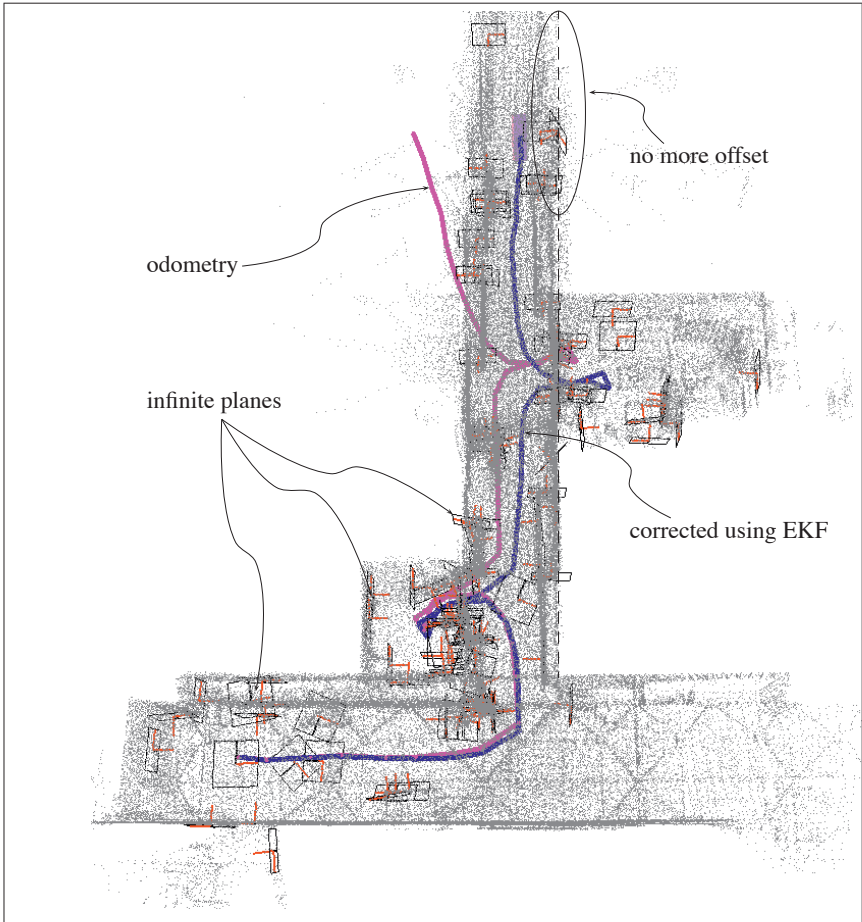 no more offset
odometry
infinite planes
corrected using EKF